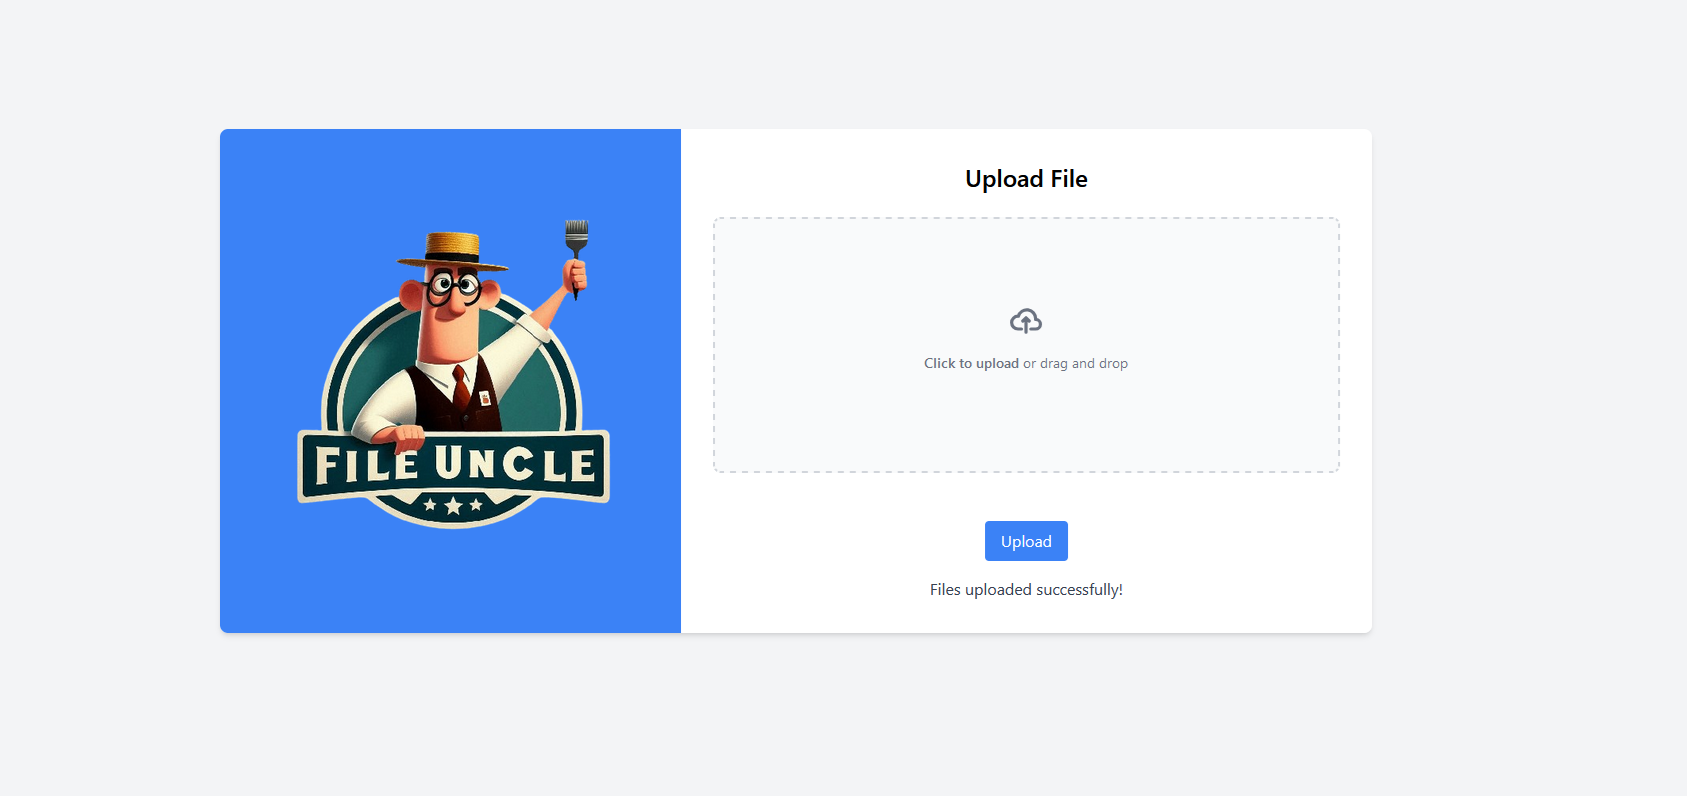 FILE UNCLE
Upload File
Click to upload or drag and drop
Upload
Files uploaded successfully!